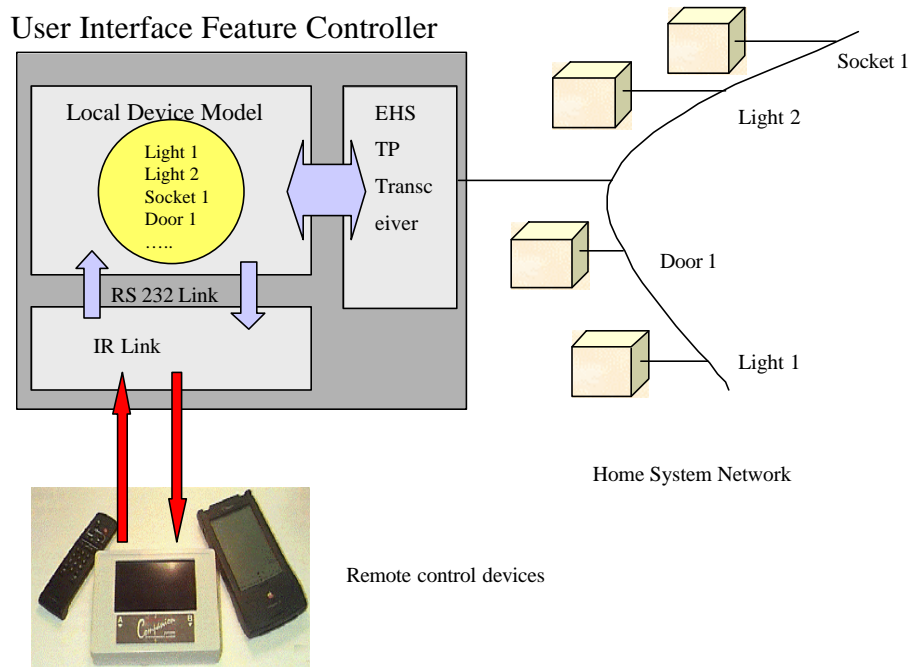 User Interface Feature Controller
Local Device Model
Light 1
Light 2
Socket 1
Door 1
.....
RS 232 Link
IR Link
EHS
TP
Transc
eiver
Socket 1
Light 2
Door 1
Light 1
Home System Network
Remote control devices
A
B
Companion